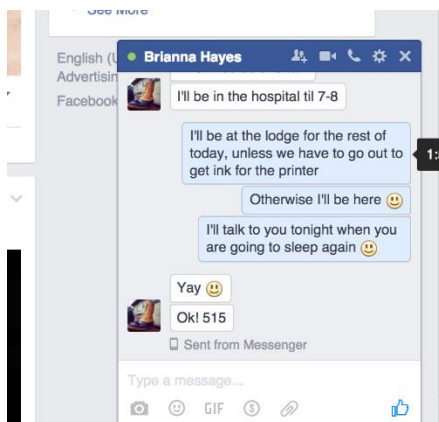 See More
English (U
Advertisin
Facebook
Brianna Hayes
I'll be in the hospital til 7-8
I'll be at the lodge for the rest of
today, unless we have to go out to
get ink for the printer
Otherwise I'll be here
I'll talk to you tonight when you
are going to sleep again
Yay
Ok! 515
Sent from Messenger
Type a message...
GIF